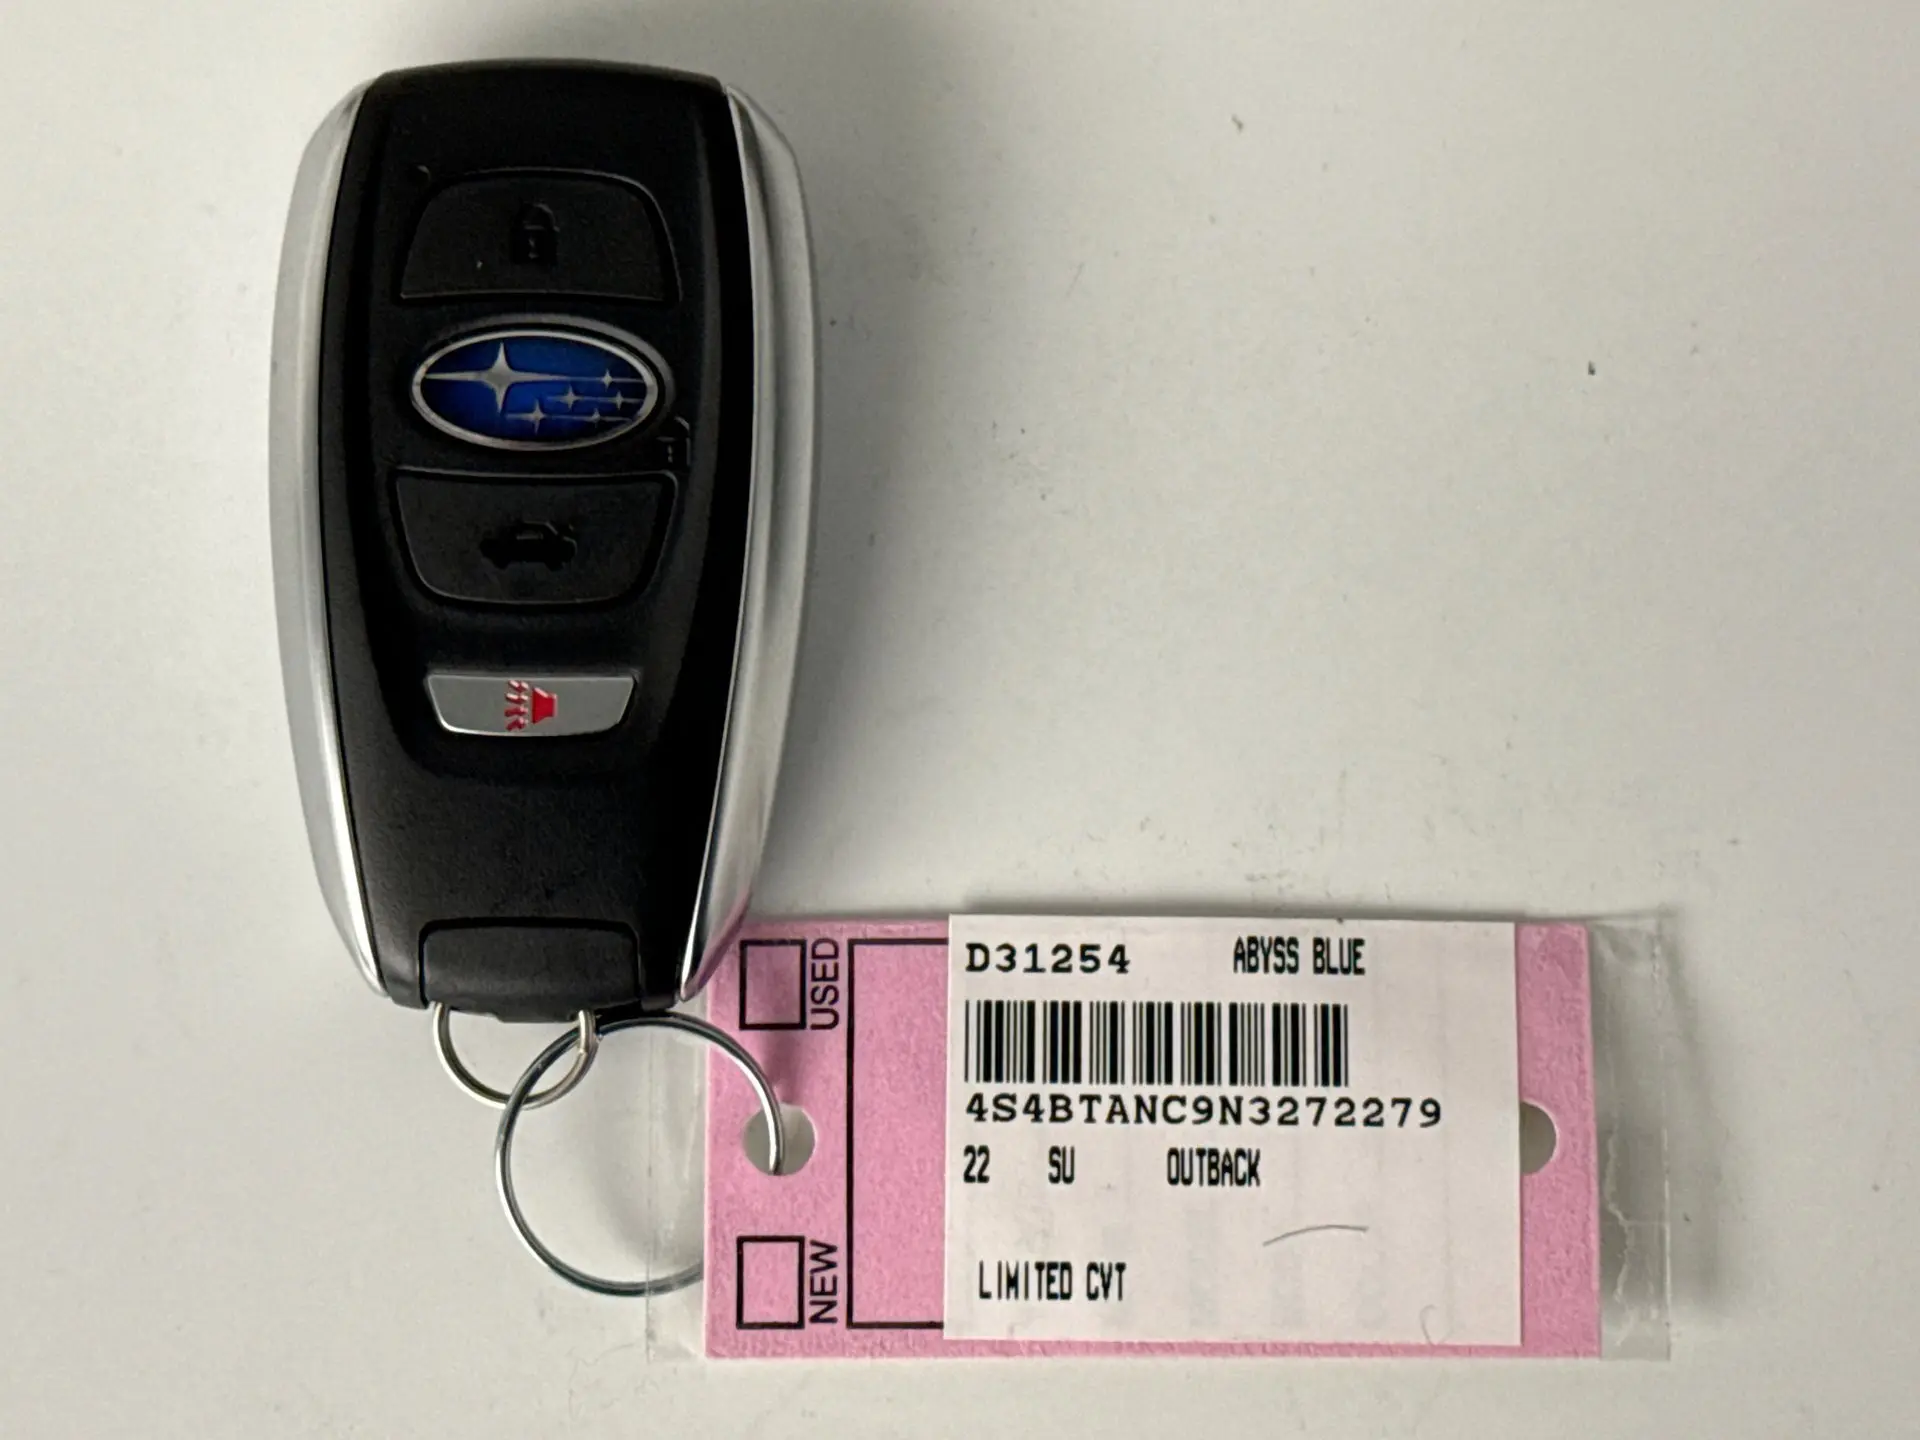 USED
NEW
D31254 ABYSS BLUE
4S4BTANC9N3272279
22 SU OUTBACK
LIMITED CVT